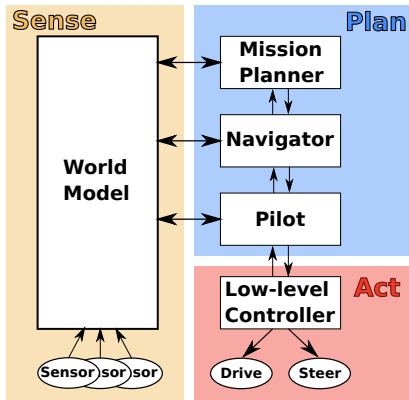 Sense
Plan
Mission
Planner
Navigator
World
Model
Pilot
Act
Low-level
Controller
Sensor
sor
sor
Drive
Steer